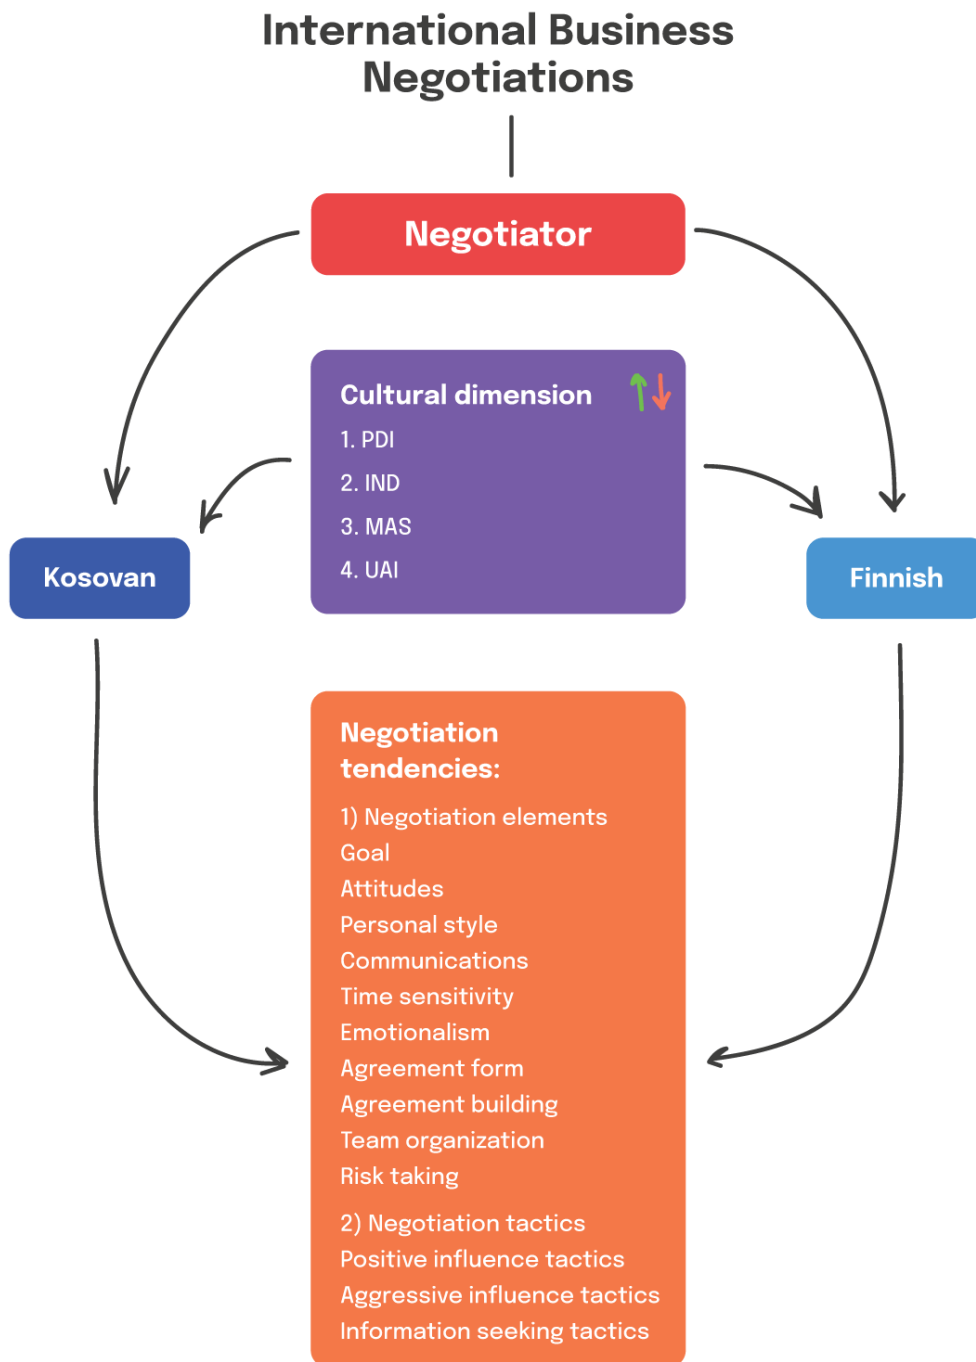 International Business
Negotiations
Negotiator
Cultural dimension
1. PDI
2. IND
3. MAS
4. UAI
Kosovan
Finnish
Negotiation
tendencies:
1) Negotiation elements
Goal
Attitudes
Personal style
Communications
Time sensitivity
Emotionalism
Agreement form
Agreement building
Team organization
Risk taking
2) Negotiation tactics
Positive influence tactics
Aggressive influence tactics
Information seeking tactics